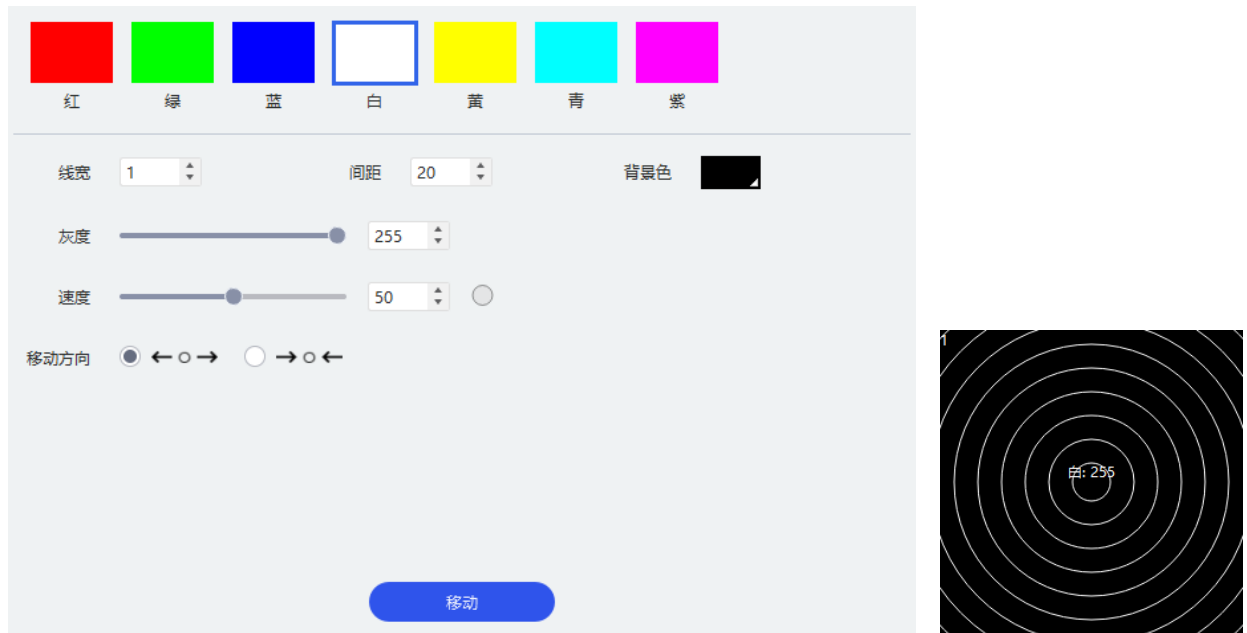 红 绿 蓝 白 黄 青 紫
线宽 1 间距 20 背景色
灰度 255
速度 50
移动方向
移动
1
白: 255